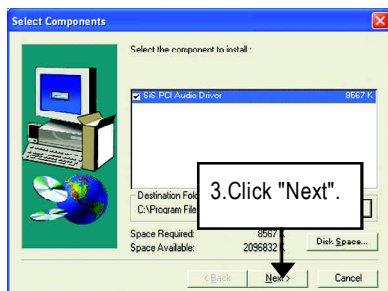 Select Components
Select the component to install :
SiS PCI Audio Driver 8567 K
Destination Fol
C:\Program File
3.Click "Next".
Space Required: 8567 K
Space Available: 2096832
Disk Space...
< Back Next > Cancel